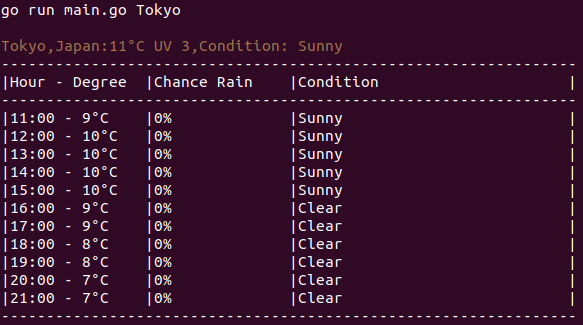 go run main.go Tokyo
Tokyo,Japan:11°C UV 3,Condition: Sunny
----------------------------------------------------------------
|Hour - Degree  |Chance Rain    |Condition                     |
----------------------------------------------------------------
|11:00 - 9°C    |0%             |Sunny                         |
|12:00 - 10°C   |0%             |Sunny                         |
|13:00 - 10°C   |0%             |Sunny                         |
|14:00 - 10°C   |0%             |Sunny                         |
|15:00 - 10°C   |0%             |Sunny                         |
|16:00 - 9°C    |0%             |Clear                         |
|17:00 - 9°C    |0%             |Clear                         |
|18:00 - 8°C    |0%             |Clear                         |
|19:00 - 8°C    |0%             |Clear                         |
|20:00 - 7°C    |0%             |Clear                         |
|21:00 - 7°C    |0%             |Clear                         |
----------------------------------------------------------------